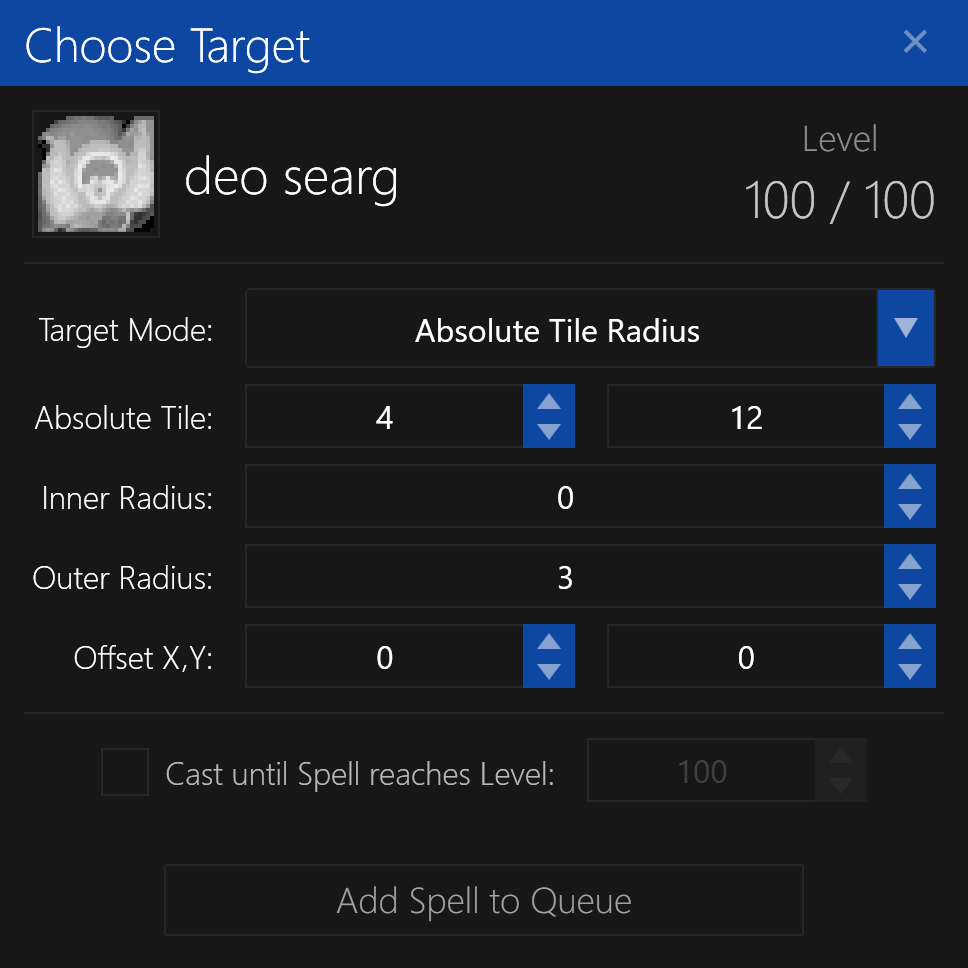 Choose Target
deo searg
Level
100 / 100
Target Mode: Absolute Tile Radius
Absolute Tile: 4 12
Inner Radius: 0
Outer Radius: 3
Offset X,Y: 0 0
Cast until Spell reaches Level: 100
Add Spell to Queue